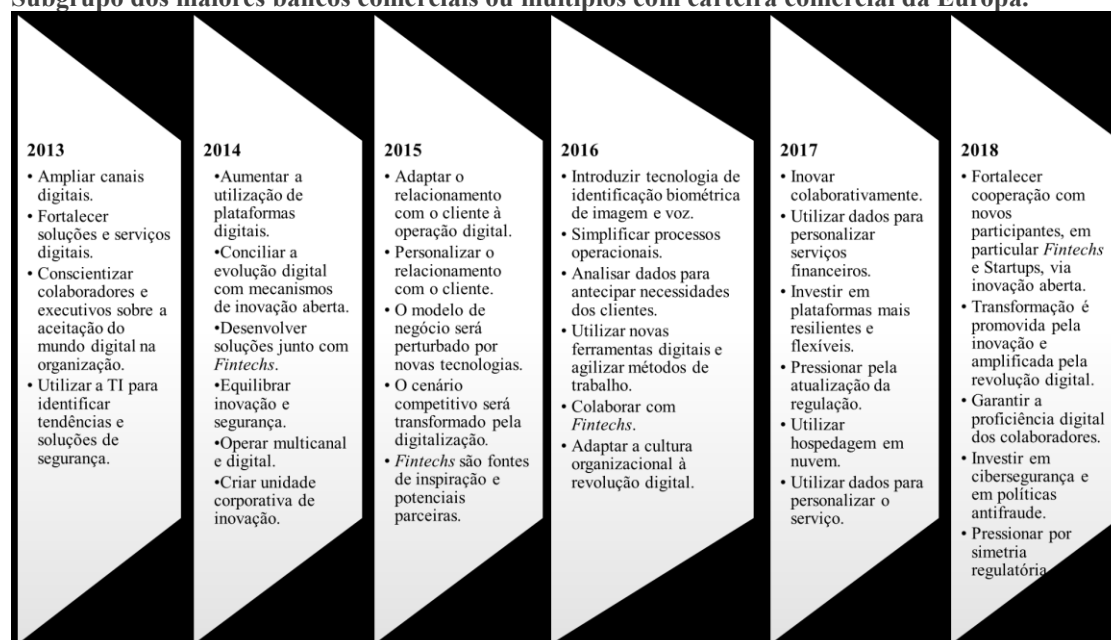 Subgrupo dos maiores bancos comerciais ou múltiplos com carteira comercial da Europa.
2013
• Ampliar canais
digitais.
• Fortalecer
soluções e serviços
digitais.
• Conscientizar
colaboradores e
executivos sobre a
aceitação do
mundo digital na
organização.
• Utilizar a TI para
identificar
tendências e
soluções de
segurança.
2014
•Aumentar a
utilização de
plataformas
digitais.
•Conciliar a
evolução digital
com mecanismos
de inovação aberta.
•Desenvolver
soluções junto com
Fintechs.
•Equilibrar
inovação e
segurança.
•Operar multicanal
e digital.
•Criar unidade
corporativa de
inovação.
2015
• Adaptar o
relacionamento
com o cliente à
operação digital.
• Personalizar o
relacionamento
com o cliente.
• O modelo de
negócio será
perturbado por
novas tecnologias.
• O cenário
competitivo será
transformado pela
digitalização.
• Fintechs são fontes
de inspiração e
potenciais
parceiras.
2016
• Introduzir tecnologia de
identificação biométrica
de imagem e voz.
• Simplificar processos
operacionais.
• Analisar dados para
antecipar necessidades
dos clientes.
• Utilizar novas
ferramentas digitais e
agilizar métodos de
trabalho.
• Colaborar com
Fintechs.
• Adaptar a cultura
organizacional à
revolução digital.
2017
• Inovar
colaborativamente.
• Utilizar dados para
personalizar
serviços
financeiros.
• Investir em
plataformas mais
resilientes e
flexíveis.
• Pressionar pela
atualização da
regulação.
• Utilizar
hospedagem em
nuvem.
• Utilizar dados para
personalizar o
serviço.
2018
• Fortalecer
cooperação com
novos
participantes, em
particular Fintechs
e Startups, via
inovação aberta.
• Transformação é
promovida pela
inovação e
amplificada pela
revolução digital.
• Garantir a
proficiência digital
dos colaboradores.
• Investir em
cibersegurança e
em políticas
antifraude.
• Pressionar por
simetria
regulatória